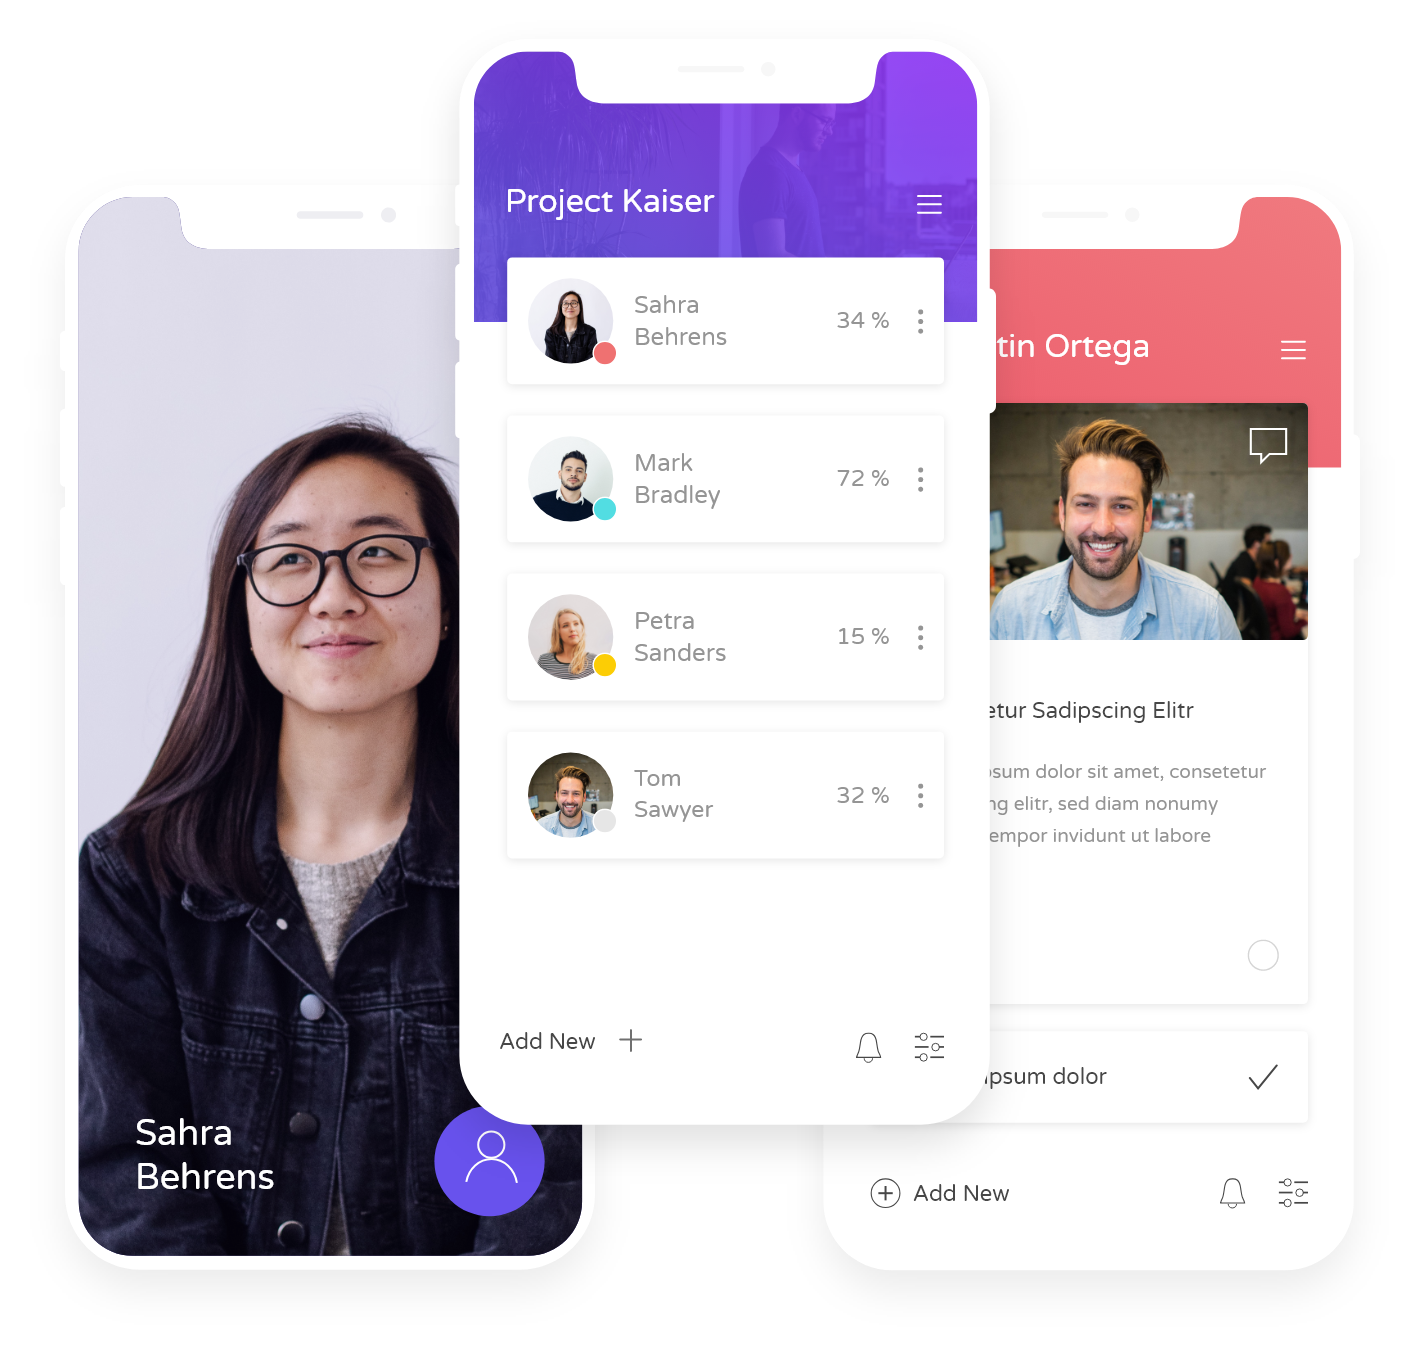 Project Kaiser
Sahra
Behrens
34 %
Mark
Bradley
72 %
Petra
Sanders
15 %
Tom
Sawyer
32 %
Add New
Sahra
Behrens
tin Ortega
etur Sadipscing Elitr
osum dolor sit amet, consetetur
ng elitr, sed diam nonumy
empor invidunt ut labore
ipsum dolor
Add New